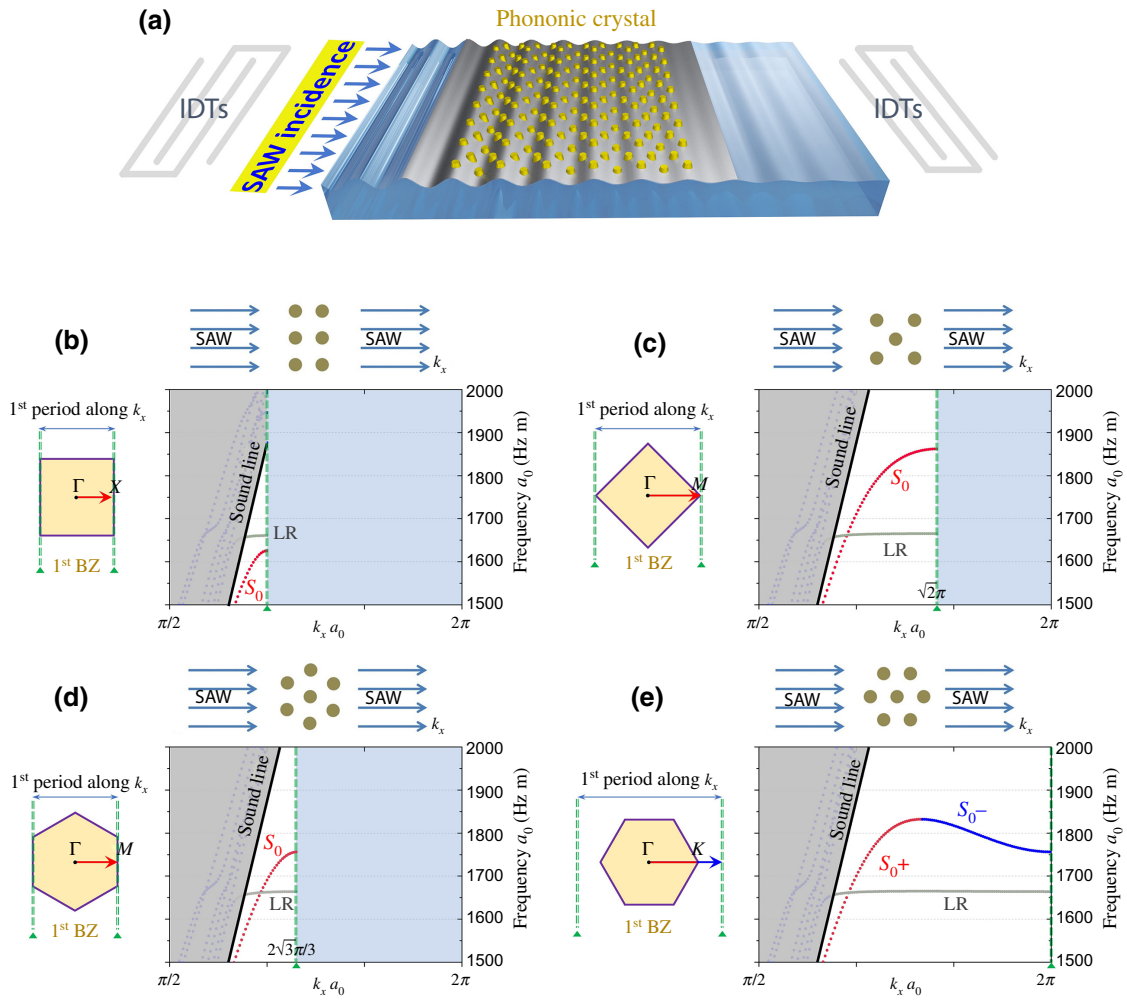 (a)
Phononic crystal
IDTs
SAW incidence
IDTs
(b)
SAW
SAW
k_x
1st period along k_x
Γ
X
1st BZ
Sound line
LR
S_0
2000
1900
1800
1700
1600
1500
Frequency a_0 (Hz m)
π/2
k_x a_0
2π
(c)
SAW
SAW
k_x
1st period along k_x
Γ
M
1st BZ
Sound line
S_0
LR
√2π
2000
1900
1800
1700
1600
1500
Frequency a_0 (Hz m)
π/2
k_x a_0
2π
(d)
SAW
SAW
k_x
1st period along k_x
Γ
M
1st BZ
Sound line
S_0
LR
2√3π/3
2000
1900
1800
1700
1600
1500
Frequency a_0 (Hz m)
π/2
k_x a_0
2π
(e)
SAW
SAW
k_x
1st period along k_x
Γ
K
1st BZ
Sound line
S_0+
S_0−
LR
2000
1900
1800
1700
1600
1500
Frequency a_0 (Hz m)
π/2
k_x a_0
2π